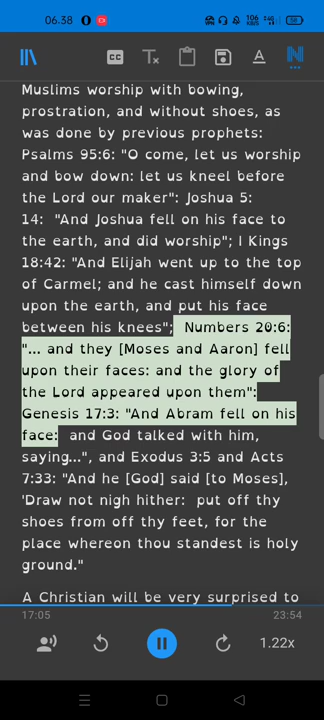 06.38
CC
Muslims worship with bowing,
prostration, and without shoes, as
was done by previous prophets:
Psalms 95:6: "O come, let us worship
and bow down: let us kneel before
the Lord our maker": Joshua 5:
14:  "And Joshua fell on his face to
the earth, and did worship"; I Kings
18:42: "And Elijah went up to the top
of Carmel; and he cast himself down
upon the earth, and put his face
between his knees";  Numbers 20:6:
"... and they [Moses and Aaron] fell
upon their faces: and the glory of
the Lord appeared upon them":
Genesis 17:3: "And Abram fell on his
face:  and God talked with him,
saying...", and Exodus 3:5 and Acts
7:33: "And he [God] said [to Moses],
'Draw not nigh hither:  put off thy
shoes from off thy feet, for the
place whereon thou standest is holy
ground."
A Christian will be very surprised to
17:05 23:54
1.22x